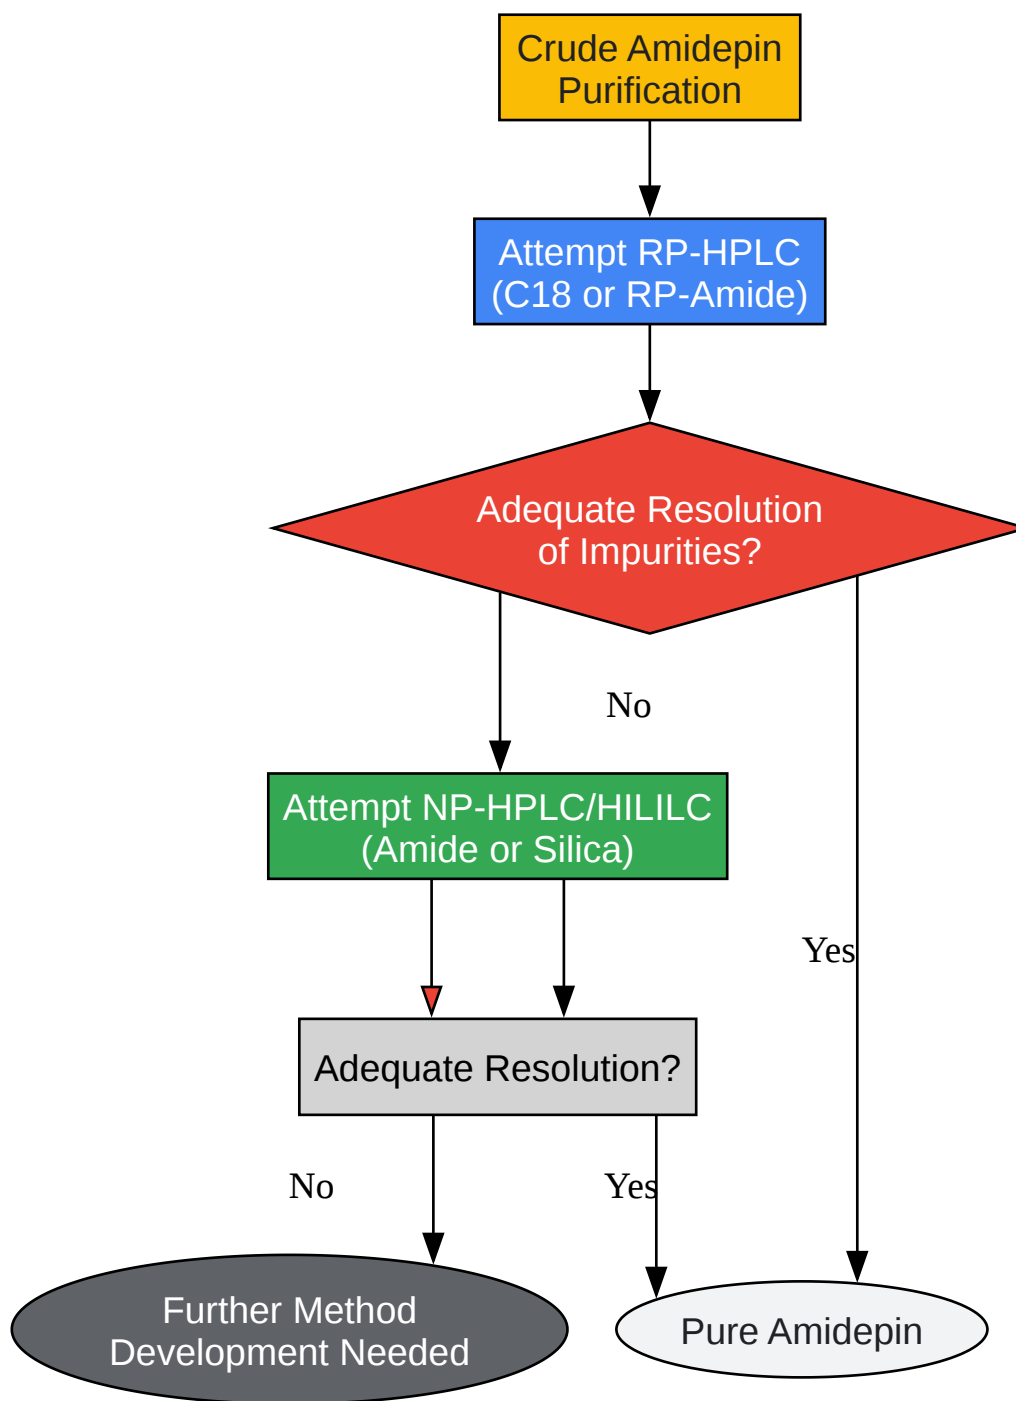 Crude Amidepin
Purification
Attempt RP-HPLC
(C18 or RP-Amide)
Adequate Resolution
of Impurities?
No
Attempt NP-HPLC/HILILC
(Amide or Silica)
Yes
Adequate Resolution?
No
Yes
Further Method
Development Needed
Pure Amidepin